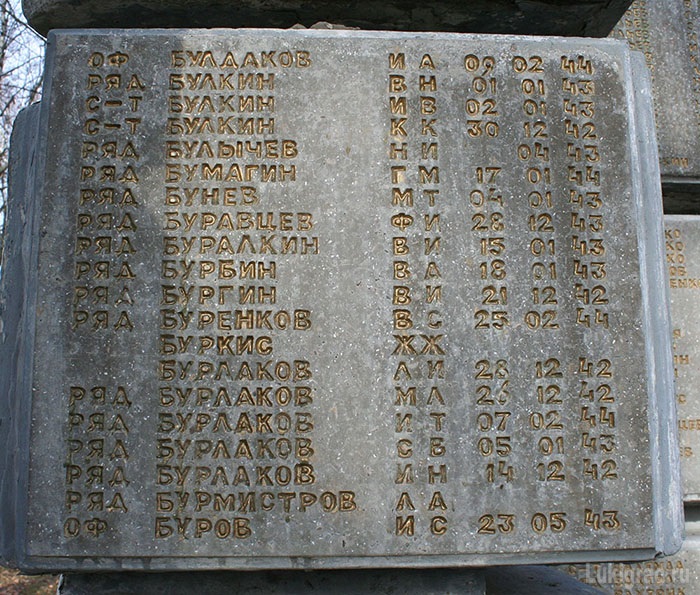 ОФ БУЛДАКОВ И А 09 02 44
РЯД БУЛКИН В Н 01 01 43
С-Т БУЛКИН И В 02 01 43
С-Т БУЛКИН К К 30 12 42
РЯД БУЛЫЧЕВ Н И 04 43
РЯД БУМАГИН Г М 17 01 44
РЯД БУНЕВ М Т 04 01 43
РЯД БУРАВЦЕВ Ф И 28 12 43
РЯД БУРАЛКИН В И 15 01 43
РЯД БУРБИН В А 18 01 43
РЯД БУРГИН В И 21 12 42
РЯД БУРЕНКОВ В С 25 02 44
БУРКИС Ж Ж
БУРЛАКОВ Л И 28 12 42
РЯД БУРЛАКОВ М Л 26 12 42
РЯД БУРЛАКОВ И Т 07 02 44
РЯД БУРЛАКОВ С Е 05 01 43
РЯД БУРЛАКОВ И Н 14 12 42
РЯД БУРМИСТРОВ Л А
ОФ БУРОВ И С 23 05 43
Lukigrad.ru